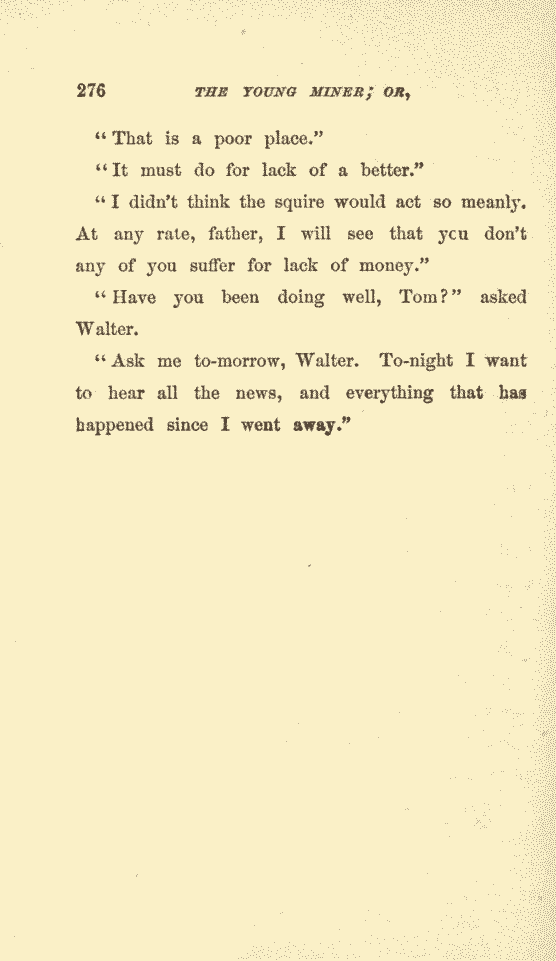 276 THE YOUNG MINER; OR,
“That is a poor place.”
“It must do for lack of a better.”
“I didn’t think the squire would act so meanly.
At any rate, father, I will see that you don’t
any of you suffer for lack of money.”
“Have you been doing well, Tom?” asked
Walter.
“Ask me to-morrow, Walter. To-night I want
to hear all the news, and everything that has
happened since I went away.”